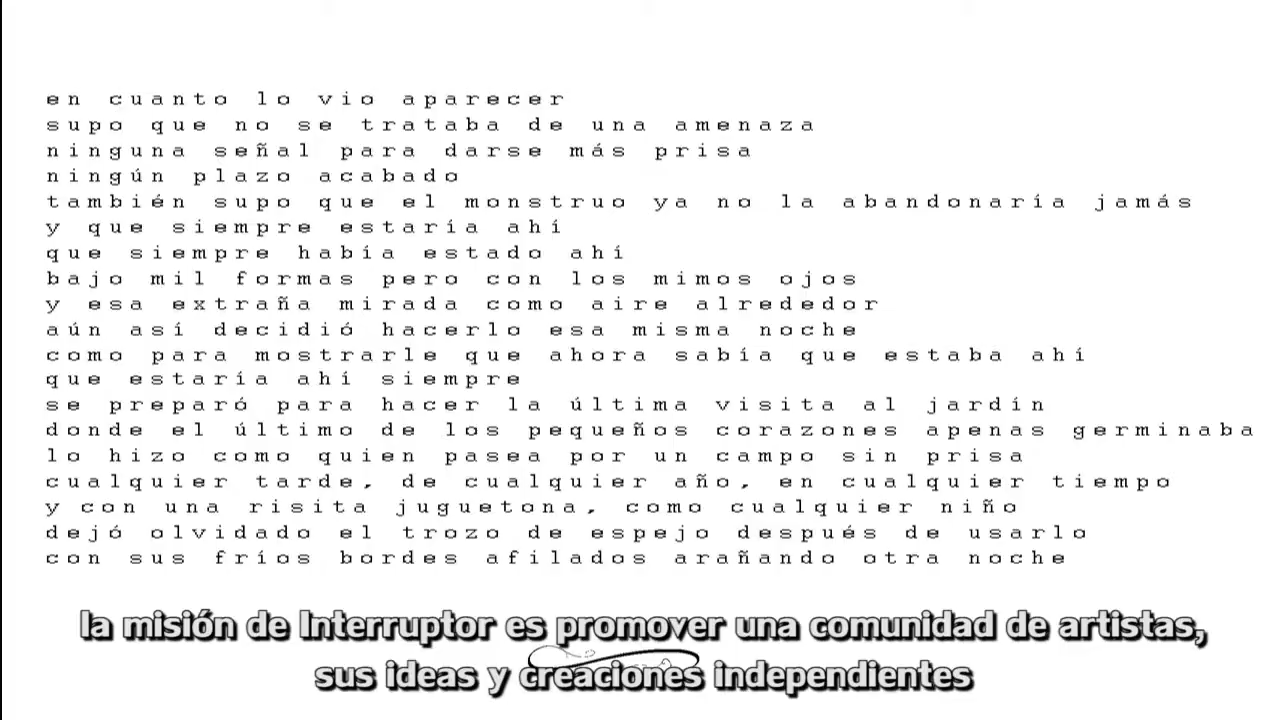 en cuanto lo vio aparecer
supo que no se trataba de una amenaza
ninguna señal para darse más prisa
ningún plazo acabado
también supo que el monstruo ya no la abandonaría jamás
y que siempre estaría ahí
que siempre había estado ahí
bajo mil formas pero con los mimos ojos
y esa extraña mirada como aire alrededor
aún así decidió hacerlo esa misma noche
como para mostrarle que ahora sabía que estaba ahí
que estaría ahí siempre
se preparó para hacer la última visita al jardín
donde el último de los pequeños corazones apenas germinaba
lo hizo como quien pasea por un campo sin prisa
cualquier tarde, de cualquier año, en cualquier tiempo
y con una risita juguetona, como cualquier niño
dejó olvidado el trozo de espejo después de usarlo
con sus fríos bordes afilados arañando otra noche
la misión de Interruptor es promover una comunidad de artistas,
sus ideas y creaciones independientes